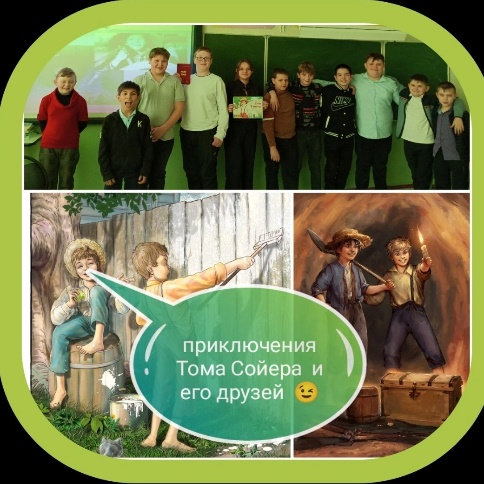 приключения
Тома Сойера и
его друзей 😉